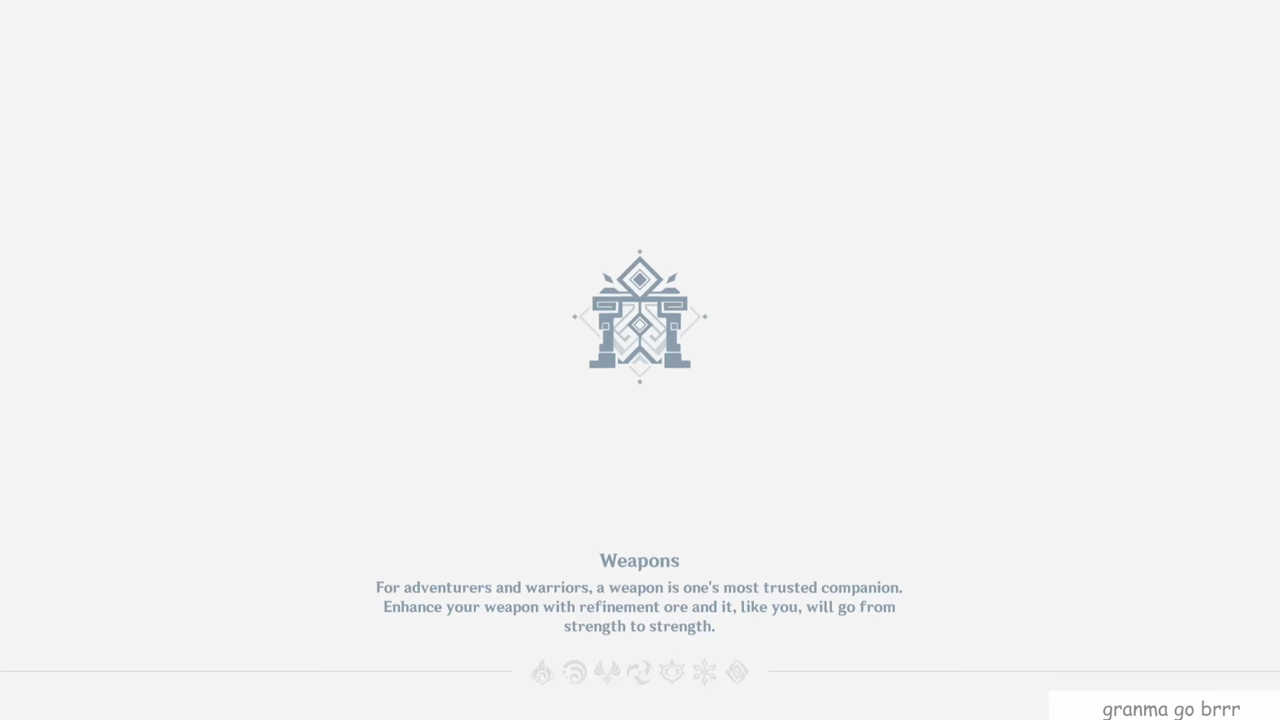 Weapons
For adventurers and warriors, a weapon is one's most trusted companion.
Enhance your weapon with refinement ore and it, like you, will go from
strength to strength.
granma go brrr